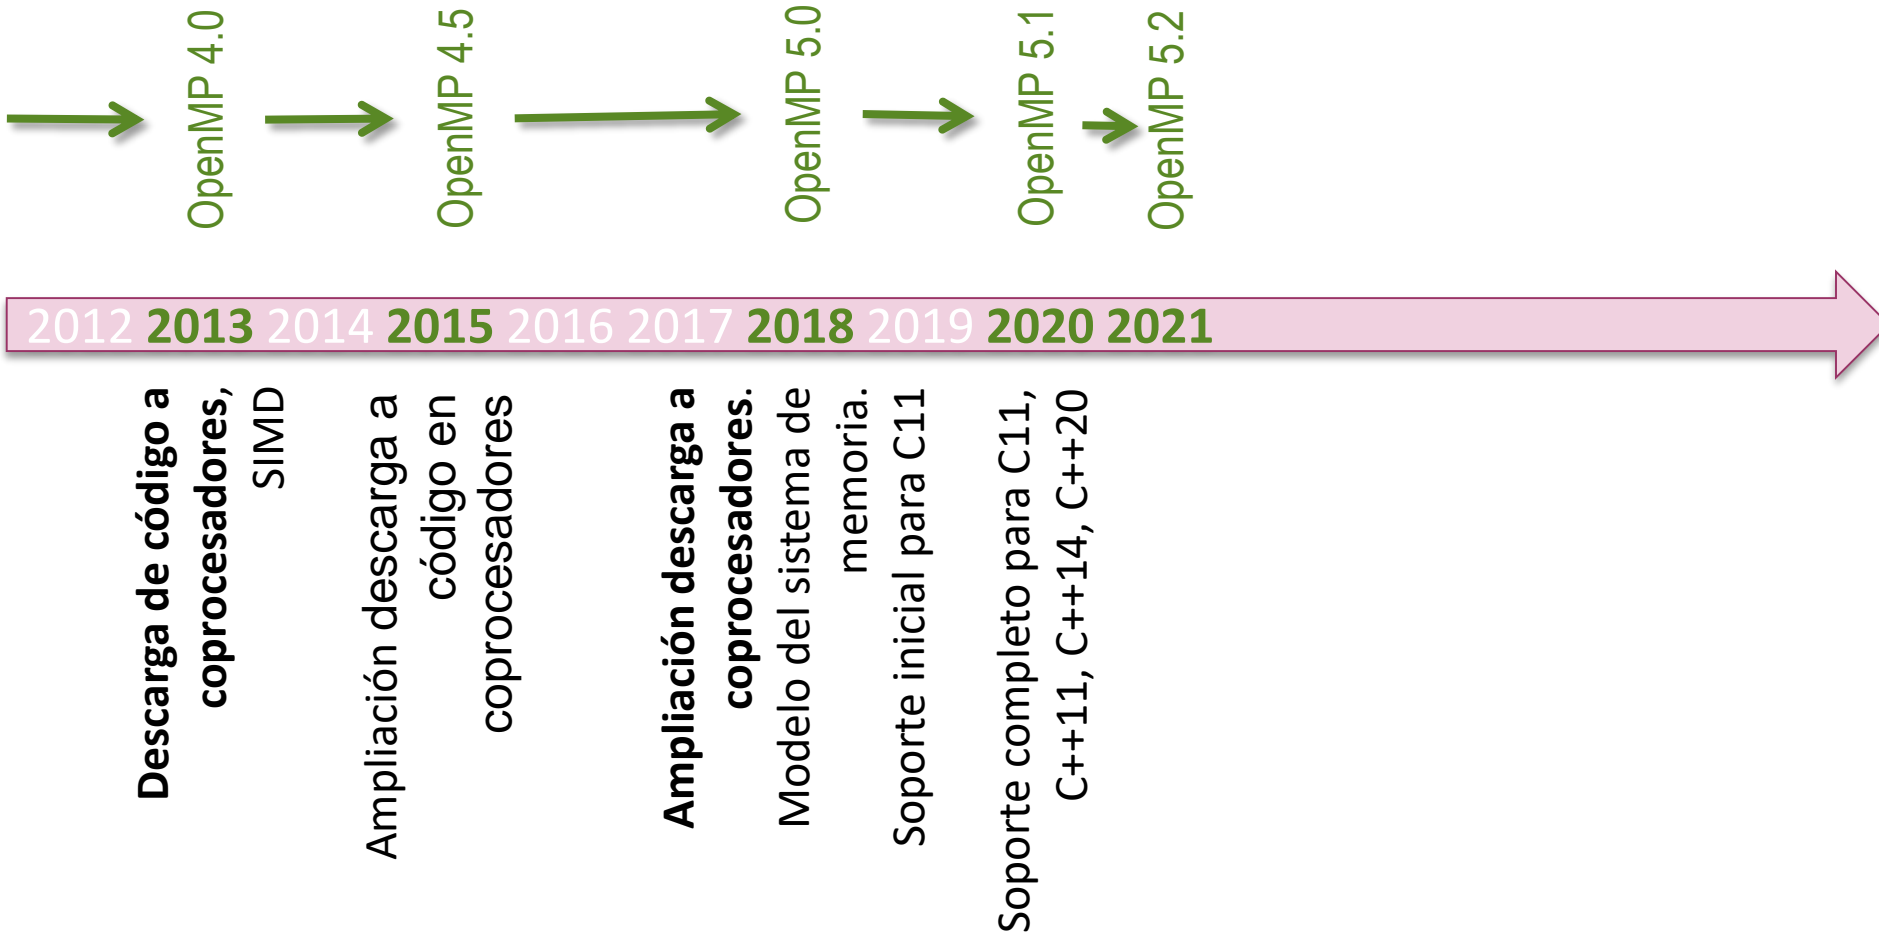 OpenMP 4.0
OpenMP 4.5
OpenMP 5.0
OpenMP 5.1
OpenMP 5.2
2012 2013 2014 2015 2016 2017 2018 2019 2020 2021
Descarga de código a
coprocesadores,
SIMD
Ampliación descarga a
código en
coprocesadores
Ampliación descarga a
coprocesadores.
Modelo del sistema de
memoria.
Soporte inicial para C11
Soporte completo para C11,
C++11, C++14, C++20